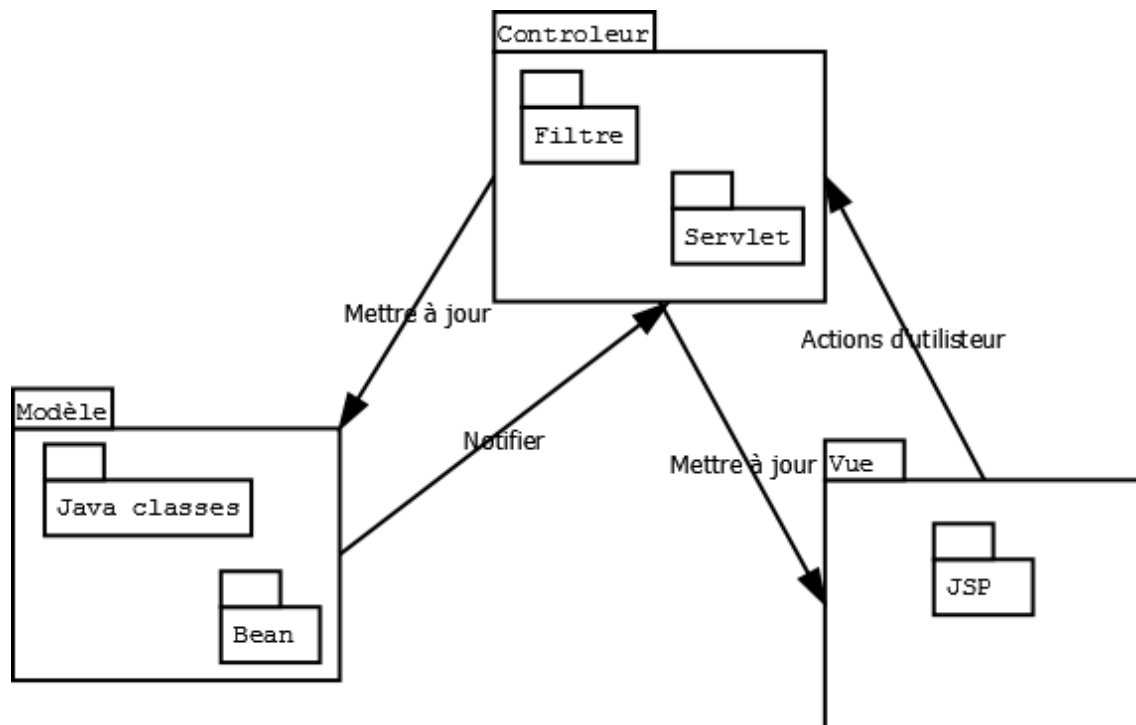 Controleur
Filtre
Servlet
Mettre à jour
Actions d'utilisteur
Modèle
Notifier
Mettre à jour
Vue
Java classes
JSP
Bean